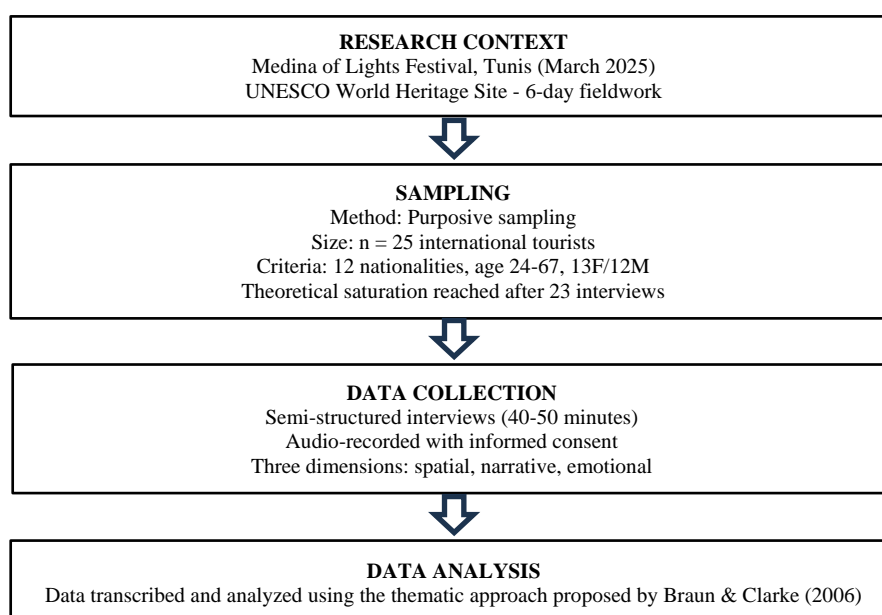 RESEARCH CONTEXT
Medina of Lights Festival, Tunis (March 2025)
UNESCO World Heritage Site - 6-day fieldwork
SAMPLING
Method: Purposive sampling
Size: n = 25 international tourists
Criteria: 12 nationalities, age 24-67, 13F/12M
Theoretical saturation reached after 23 interviews
DATA COLLECTION
Semi-structured interviews (40-50 minutes)
Audio-recorded with informed consent
Three dimensions: spatial, narrative, emotional
DATA ANALYSIS
Data transcribed and analyzed using the thematic approach proposed by Braun & Clarke (2006)